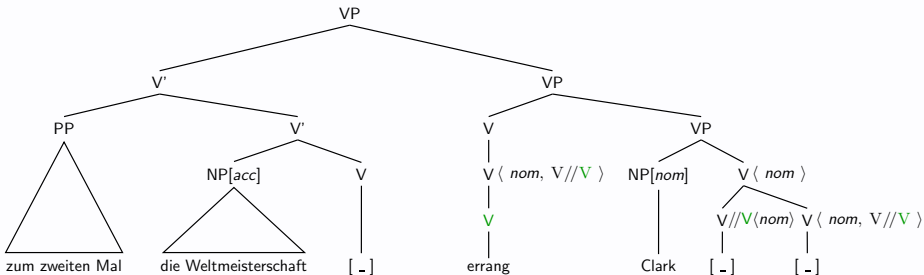 VP
V' VP
PP V' V VP
NP[acc] V V⟨ nom, V//V ⟩ NP[nom] V⟨ nom ⟩
V V//V⟨nom⟩ V⟨ nom, V//V ⟩
zum zweiten Mal die Weltmeisterschaft [ _ ] errang Clark [ _ ] [ _ ]